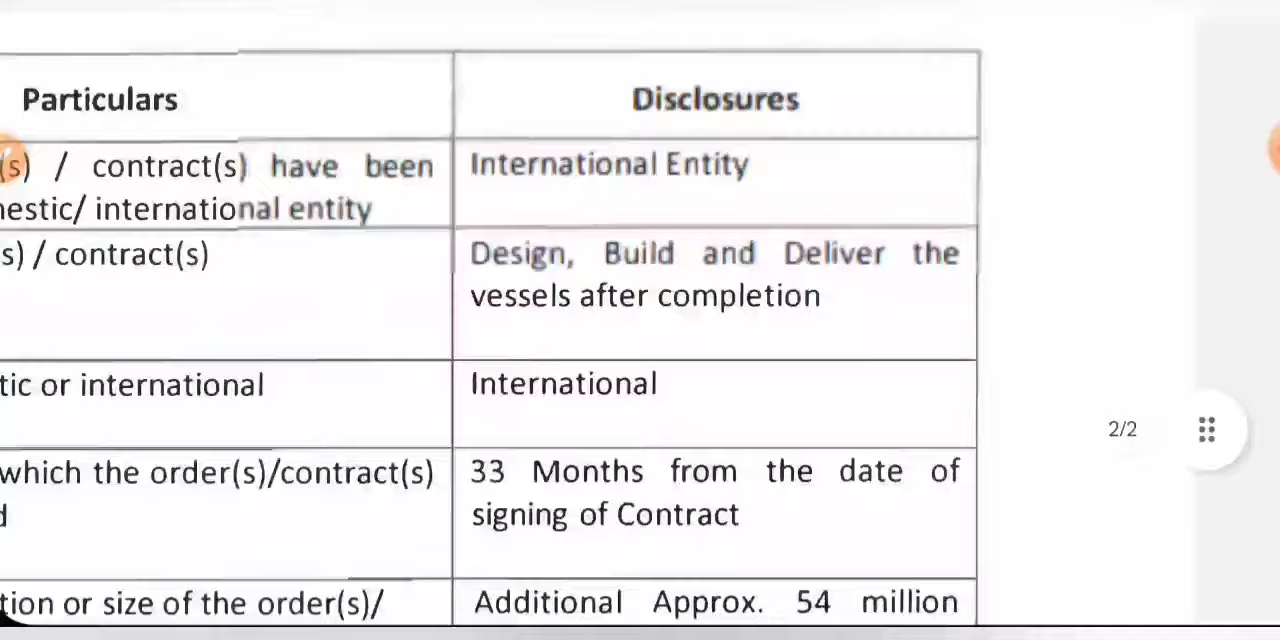 Particulars Disclosures
(s) / contract(s) have been International Entity
nestic/ international entity
s) / contract(s) Design, Build and Deliver the
vessels after completion
tic or international International
2/2
which the order(s)/contract(s) 33 Months from the date of
d signing of Contract
tion or size of the order(s)/ Additional Approx. 54 million